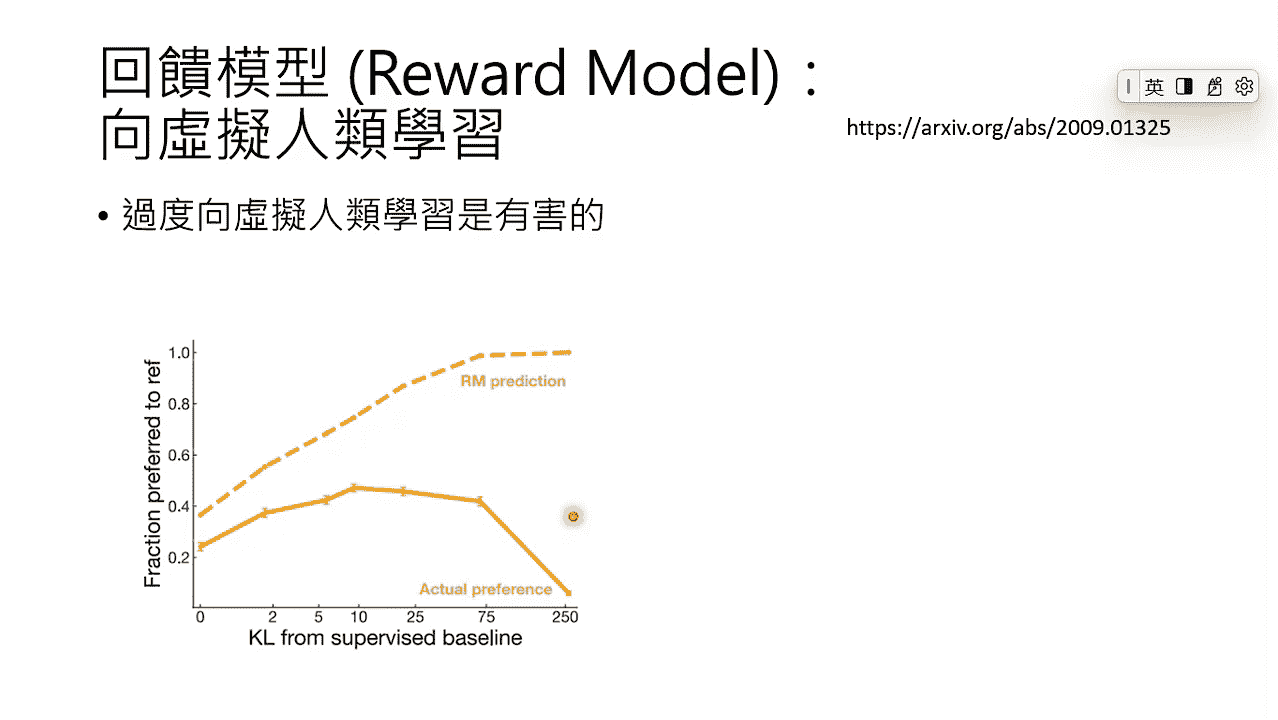 回饋模型 (Reward Model)：
向虛擬人類學習
英
https://arxiv.org/abs/2009.01325
• 過度向虛擬人類學習是有害的
Fraction preferred to ref
1.0
0.8
0.6
0.4
0.2
RM prediction
Actual preference
0 2 5 10 25 75 250
KL from supervised baseline